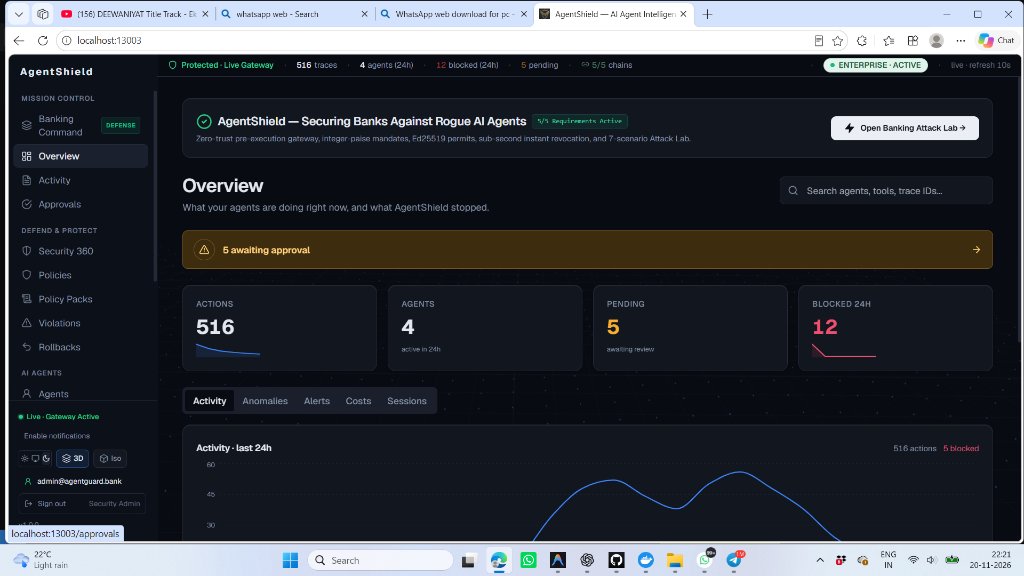 (156) DEEWANIYAT Title Track - Ek
whatsapp web - Search
WhatsApp web download for pc -
AgentShield — AI Agent Intelligen
localhost:13003
Chat
AgentShield
Protected · Live Gateway
516 traces
4 agents (24h)
12 blocked (24h)
5 pending
5/5 chains
ENTERPRISE · ACTIVE
live · refresh 10s
MISSION CONTROL
Banking Command
DEFENSE
Overview
Activity
Approvals
DEFEND & PROTECT
Security 360
Policies
Policy Packs
Violations
Rollbacks
AI AGENTS
Agents
Live · Gateway Active
Enable notifications
3D
Iso
admin@agentguard.bank
Sign out
Security Admin
localhost:13003/approvals
AgentShield — Securing Banks Against Rogue AI Agents
5/5 Requirements Active
Zero-trust pre-execution gateway, integer-paise mandates, Ed25519 permits, sub-second instant revocation, and 7-scenario Attack Lab.
Open Banking Attack Lab →
Overview
What your agents are doing right now, and what AgentShield stopped.
Search agents, tools, trace IDs...
5 awaiting approval
ACTIONS
516
AGENTS
4
active in 24h
PENDING
5
awaiting review
BLOCKED 24H
12
Activity
Anomalies
Alerts
Costs
Sessions
Activity · last 24h
516 actions
5 blocked
60
45
30
22°C
Light rain
Search
99+
ENG
IN
22:21
20-11-2026